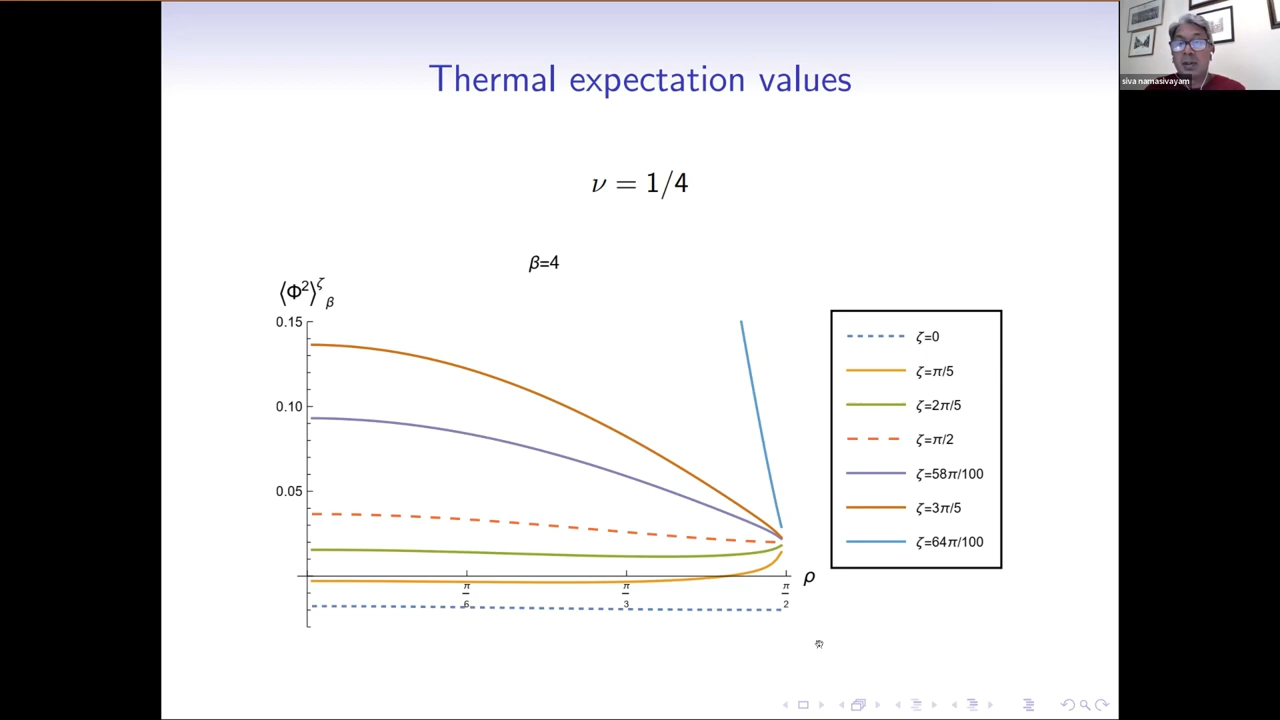 Thermal expectation values
siva namasivayam
ν = 1/4
β=4
⟨Φ²⟩^ζ_β
0.15
0.10
0.05
π/6
π/3
π/2
ρ
ζ=0
ζ=π/5
ζ=2π/5
ζ=π/2
ζ=58π/100
ζ=3π/5
ζ=64π/100